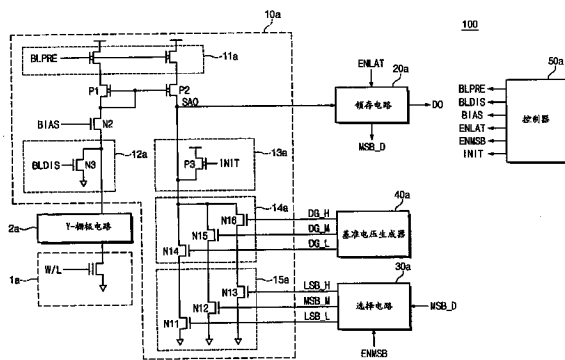 100
10a
BLPRE
11a
P1
P2
SAO
ENLAT
20a
锁存电路
DO
MSB_D
50a
控制器
BLPRE
BLDIS
BIAS
ENLAT
ENMSB
INIT
BIAS
N2
BLDIS
N3
12a
13a
P3
INIT
2a
Y-栅极电路
1a
W/L
14a
N16
N15
N14
DG_H
DG_M
DG_L
40a
基准电压生成器
15a
N13
N12
N11
LSB_H
MSB_M
LSB_L
30a
选择电路
MSB_D
ENMSB